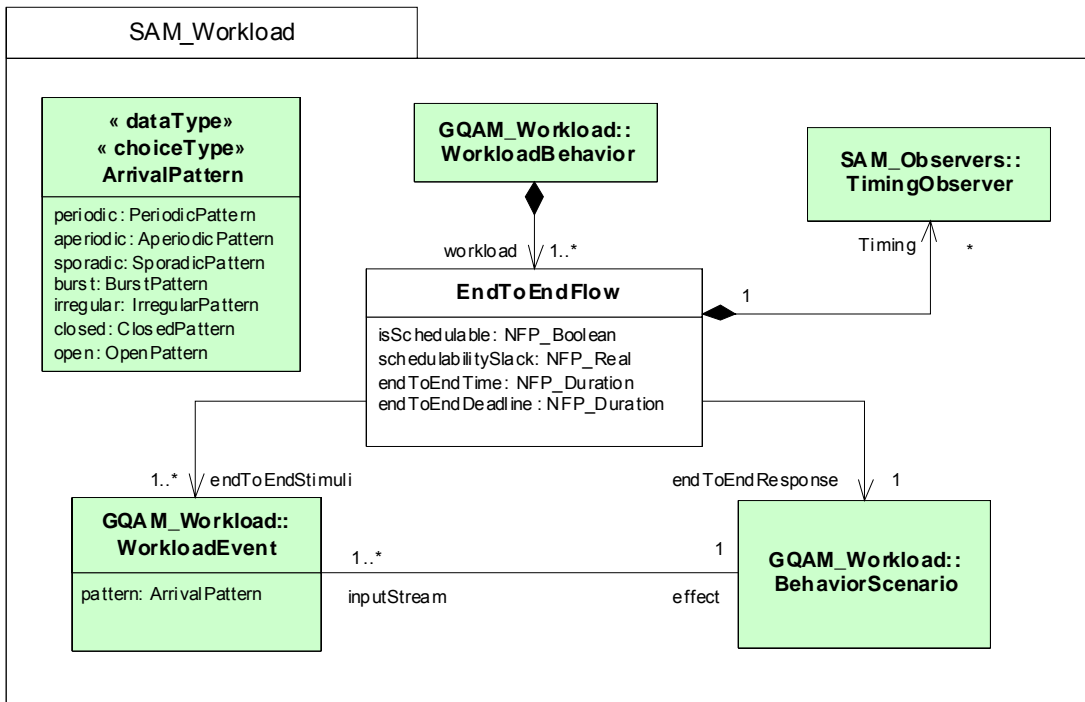 SAM_Workload
« dataType»
« choiceType»
ArrivalPattern
periodic: PeriodicPattern
aperiodic: AperiodicPattern
sporadic: SporadicPattern
burst: BurstPattern
irregular: IrregularPattern
closed: ClosedPattern
open: OpenPattern
GQAM_Workload::
WorkloadBehavior
SAM_Observers::
TimingObserver
workload 1..*
Timing *
EndToEndFlow
1
isSchedulable: NFP_Boolean
schedulabilitySlack: NFP_Real
endToEndTime: NFP_Duration
endToEndDeadline: NFP_Duration
1..* endToEndStimuli
endToEndResponse 1
GQAM_Workload::
WorkloadEvent
pattern: ArrivalPattern
1..* 1
inputStream effect
GQAM_Workload::
BehaviorScenario